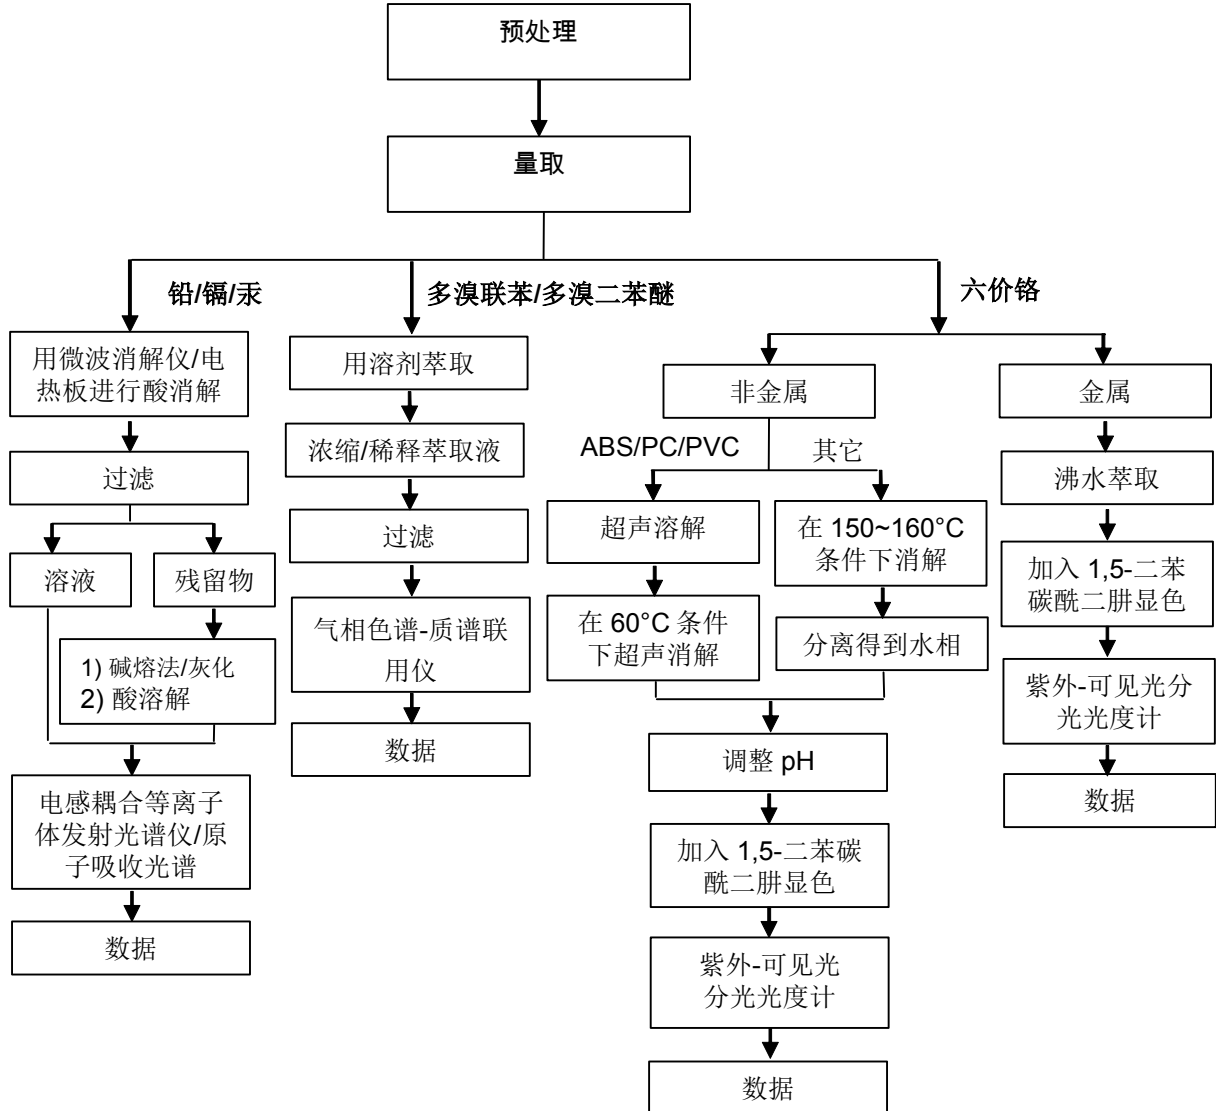 预处理
量取
铅/镉/汞
多溴联苯/多溴二苯醚
六价铬
用微波消解仪/电
热板进行酸消解
过滤
溶液
残留物
1) 碱熔法/灰化
2) 酸溶解
电感耦合等离子
体发射光谱仪/原
子吸收光谱
数据
用溶剂萃取
浓缩/稀释萃取液
过滤
气相色谱-质谱联
用仪
数据
非金属
ABS/PC/PVC
其它
超声溶解
在 60°C 条件
下超声消解
在 150~160°C
条件下消解
分离得到水相
调整 pH
加入 1,5-二苯碳
酰二肼显色
紫外-可见光
分光光度计
数据
金属
沸水萃取
加入 1,5-二苯
碳酰二肼显色
紫外-可见光分
光光度计
数据